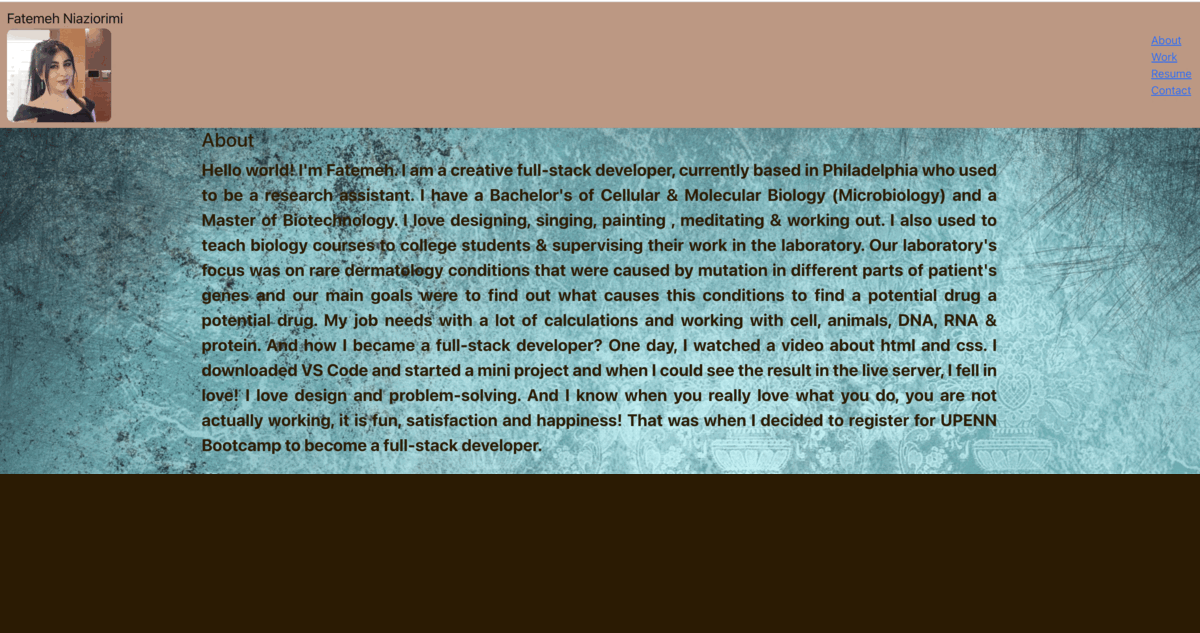 Fatemeh Niaziorimi
About
Work
Resume
Contact
About
Hello world! I'm Fatemeh. I am a creative full-stack developer, currently based in Philadelphia who used
to be a research assistant. I have a Bachelor's of Cellular & Molecular Biology (Microbiology) and a
Master of Biotechnology. I love designing, singing, painting , meditating & working out. I also used to
teach biology courses to college students & supervising their work in the laboratory. Our laboratory's
focus was on rare dermatology conditions that were caused by mutation in different parts of patient's
genes and our main goals were to find out what causes this conditions to find a potential drug a
potential drug. My job needs with a lot of calculations and working with cell, animals, DNA, RNA &
protein. And how I became a full-stack developer? One day, I watched a video about html and css. I
downloaded VS Code and started a mini project and when I could see the result in the live server, I fell in
love! I love design and problem-solving. And I know when you really love what you do, you are not
actually working, it is fun, satisfaction and happiness! That was when I decided to register for UPENN
Bootcamp to become a full-stack developer.